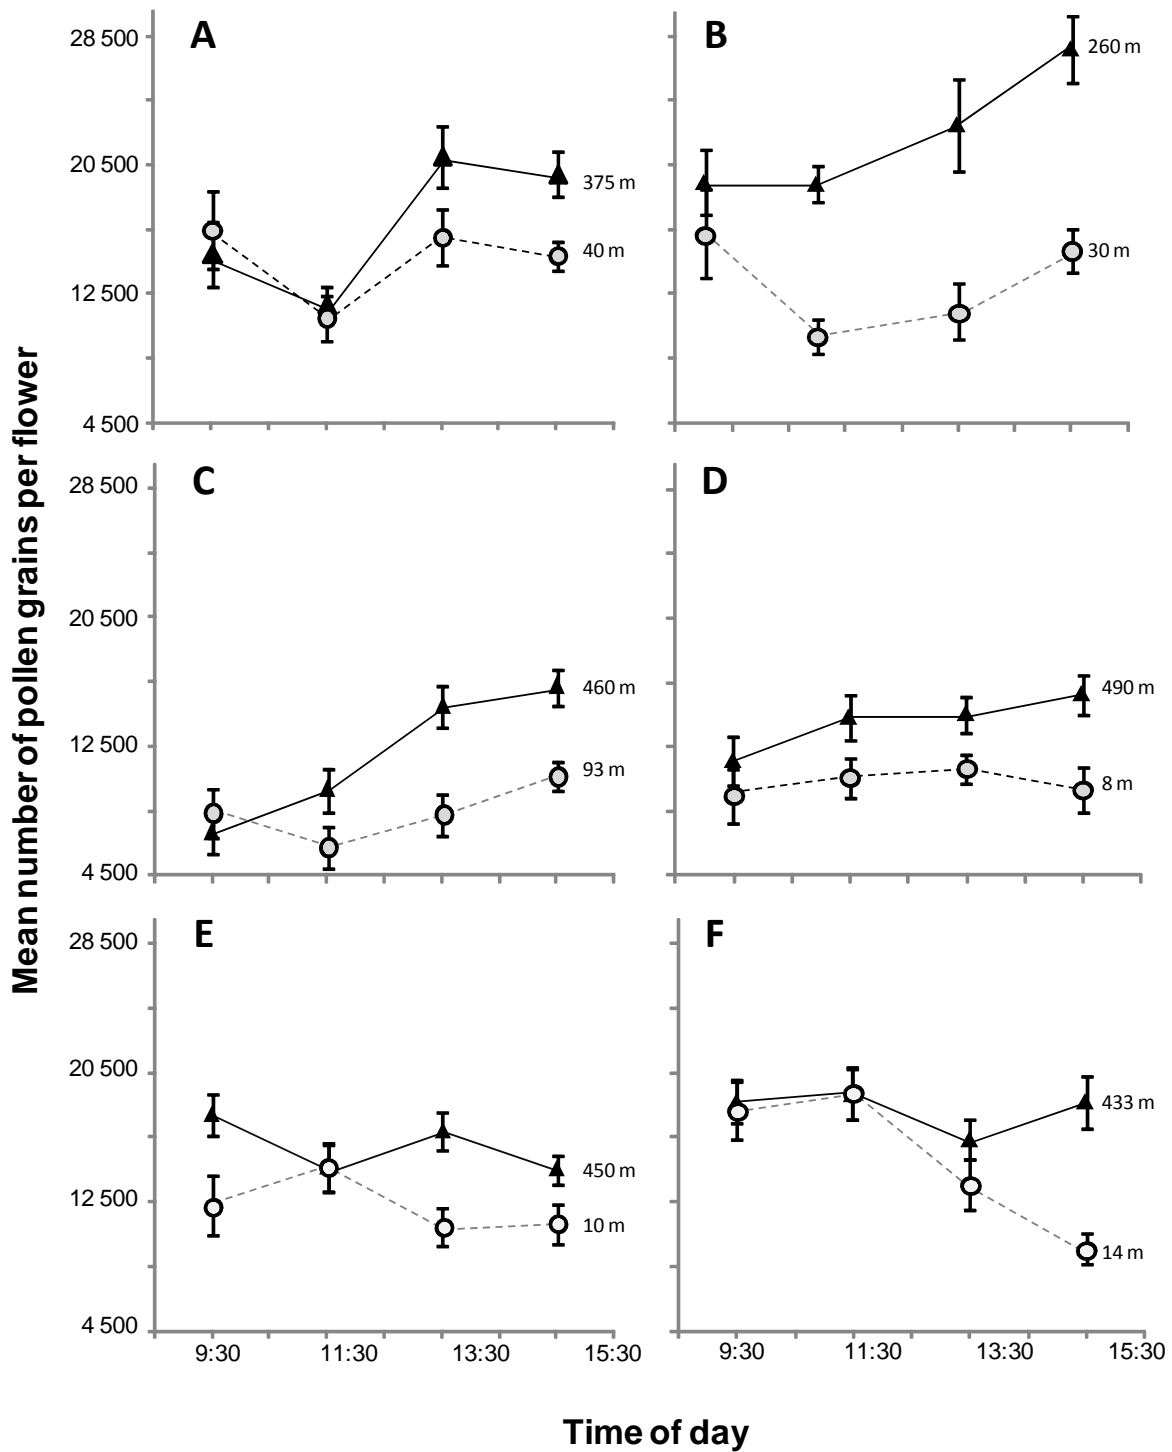 Mean number of pollen grains per flower
A
28 500
20 500
12 500
4 500
375 m
40 m
B
260 m
30 m
C
28 500
20 500
12 500
4 500
460 m
93 m
D
490 m
8 m
E
28 500
20 500
12 500
4 500
450 m
10 m
9:30 11:30 13:30 15:30
F
433 m
14 m
9:30 11:30 13:30 15:30
Time of day